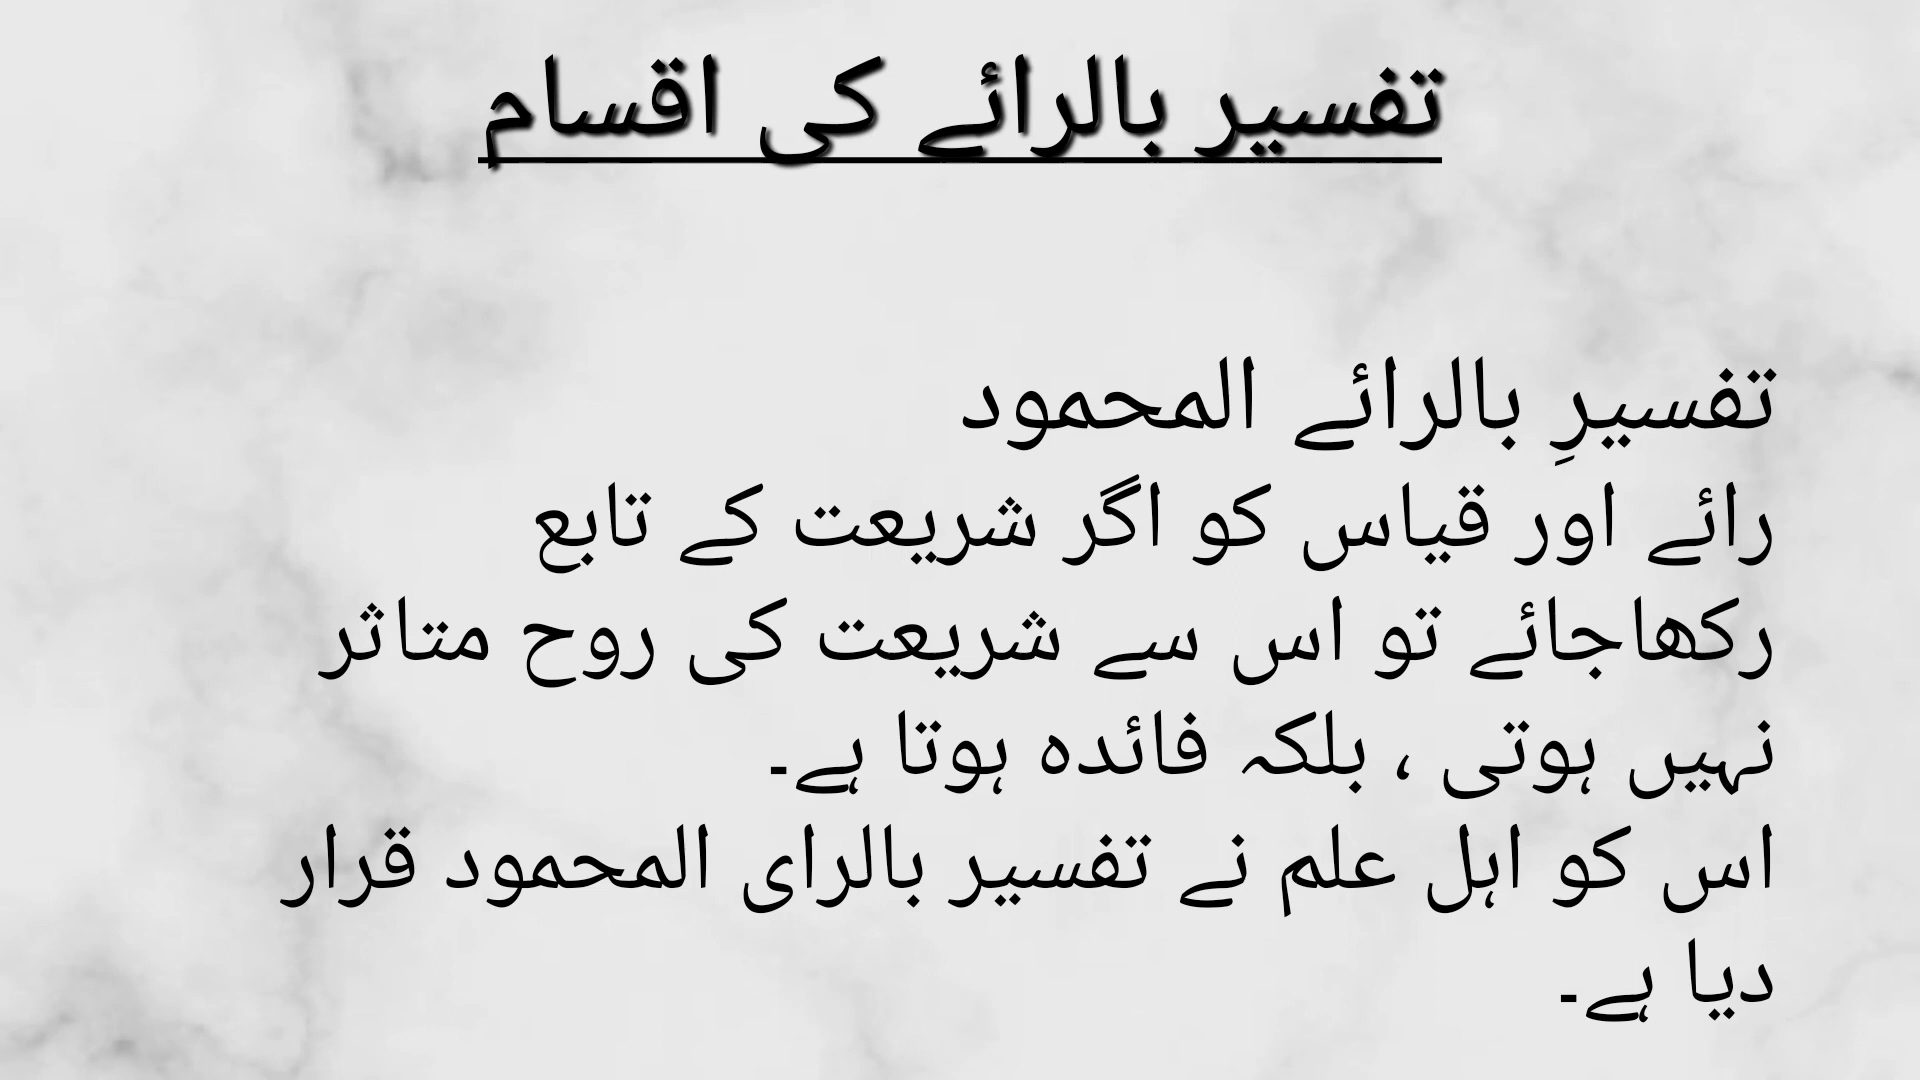 تفسیر بالرائے کی اقسام
تفسیرِ بالرائے المحمود
رائے اور قیاس کو اگر شریعت کے تابع
رکھاجائے تو اس سے شریعت کی روح متاثر
نہیں ہوتی ، بلکہ فائدہ ہوتا ہے۔
اس کو اہل علم نے تفسیر بالرای المحمود قرار
دیا ہے۔